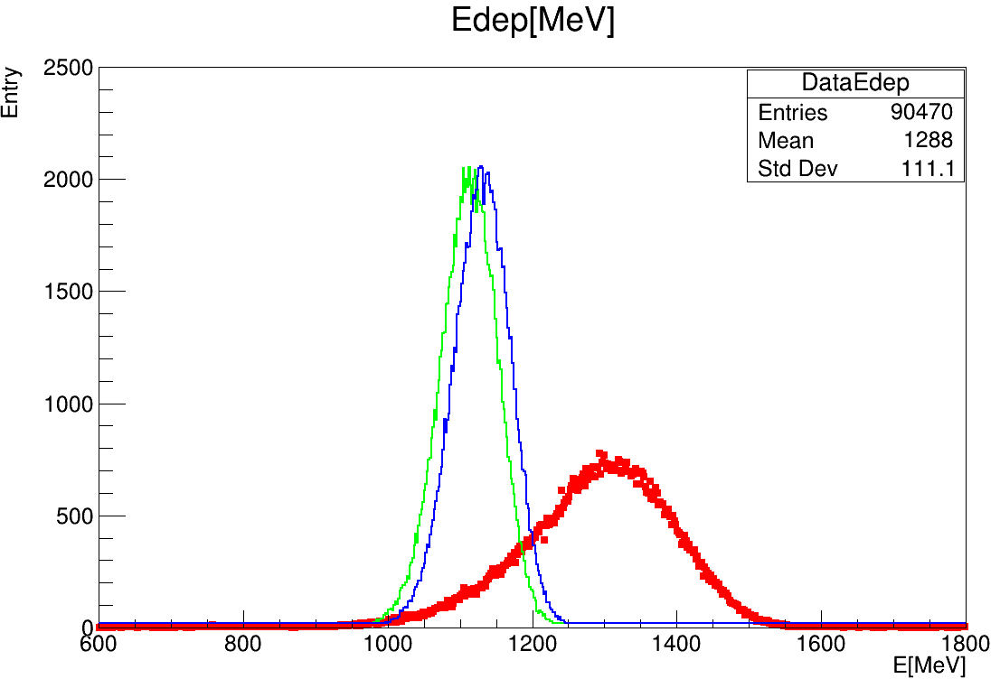 Edep[MeV]
Entry
2500
2000
1500
1000
500
0
DataEdep
Entries 90470
Mean 1288
Std Dev 111.1
600 800 1000 1200 1400 1600 1800
E[MeV]